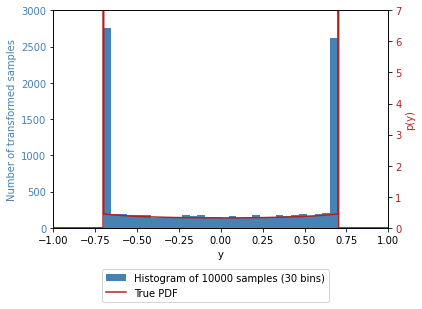 3000
2500
2000
1500
1000
500
0
Number of transformed samples
7
6
5
4
3
2
1
0
p(y)
−1.00 −0.75 −0.50 −0.25 0.00 0.25 0.50 0.75 1.00
y
Histogram of 10000 samples (30 bins)
True PDF